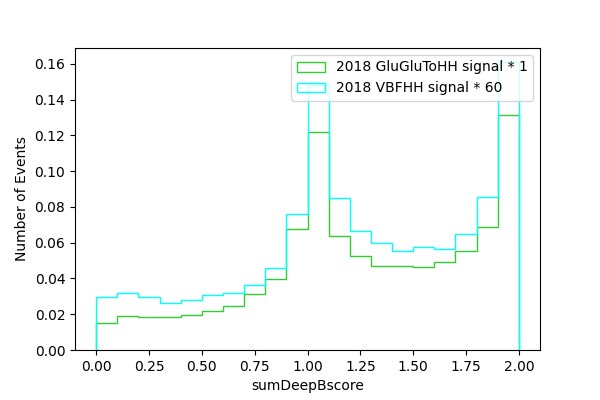 2018 GluGluToHH signal * 1
2018 VBFHH signal * 60
Number of Events
0.16
0.14
0.12
0.10
0.08
0.06
0.04
0.02
0.00
0.00 0.25 0.50 0.75 1.00 1.25 1.50 1.75 2.00
sumDeepBscore